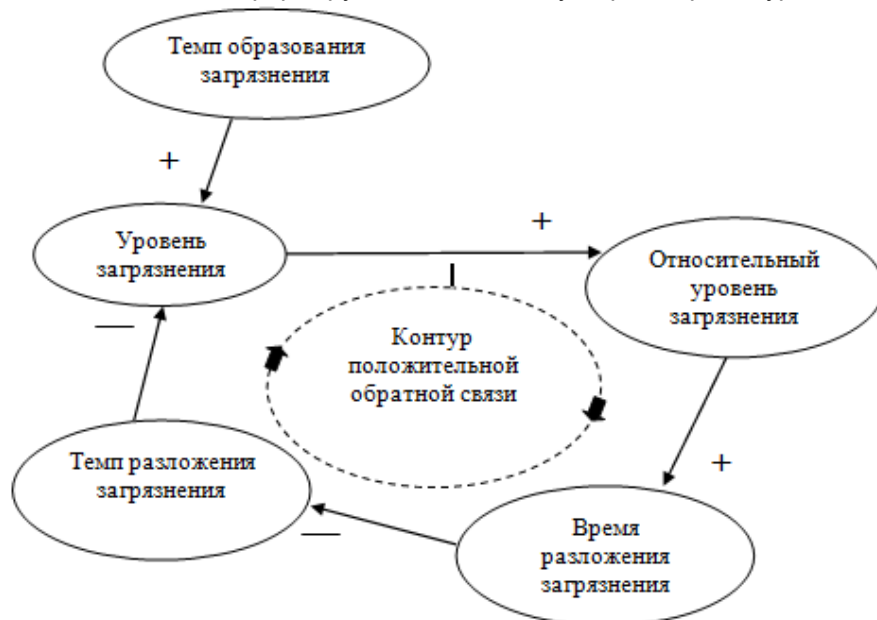 Темп образования
загрязнения
+
Уровень
загрязнения
+
Относительный
уровень
загрязнения
—
Контур
положительной
обратной связи
Темп разложения
загрязнения
+
—
Время
разложения
загрязнения